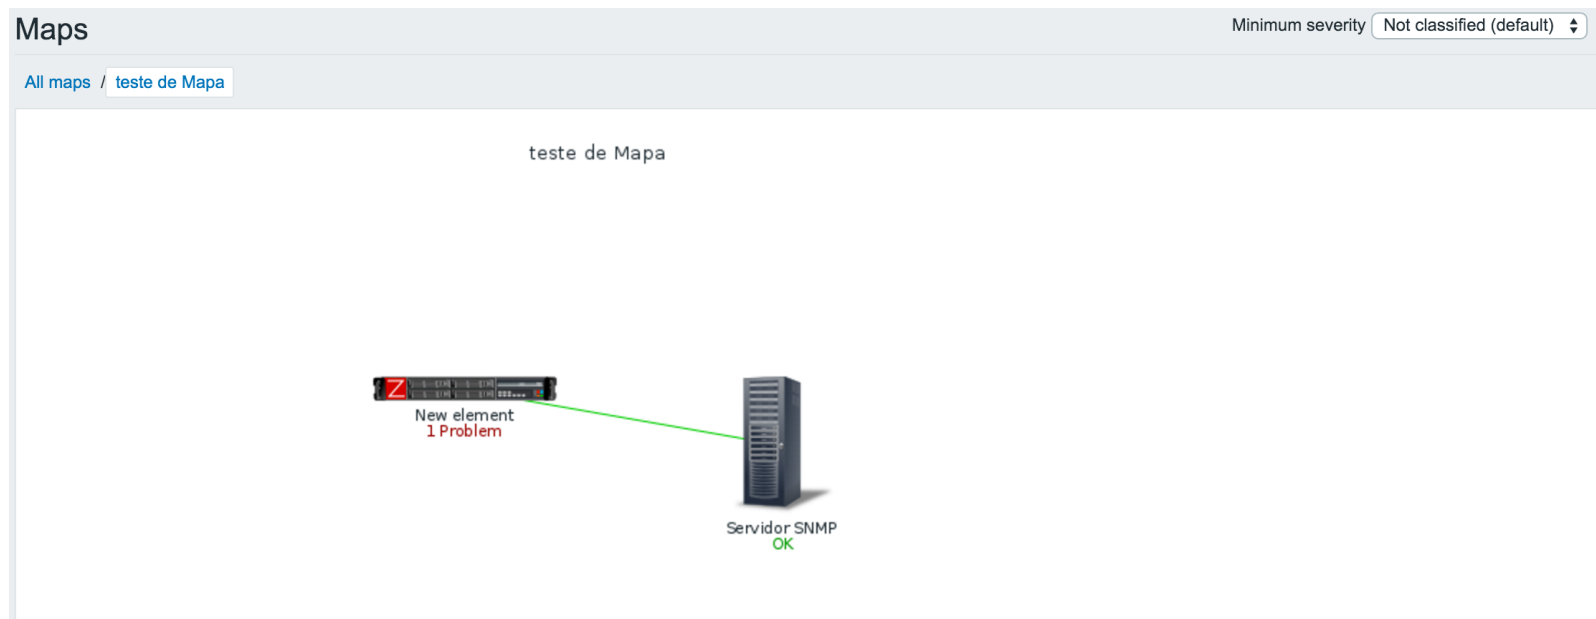 Maps
Minimum severity Not classified (default)
All maps / teste de Mapa
teste de Mapa
Z
New element
1 Problem
Servidor SNMP
OK